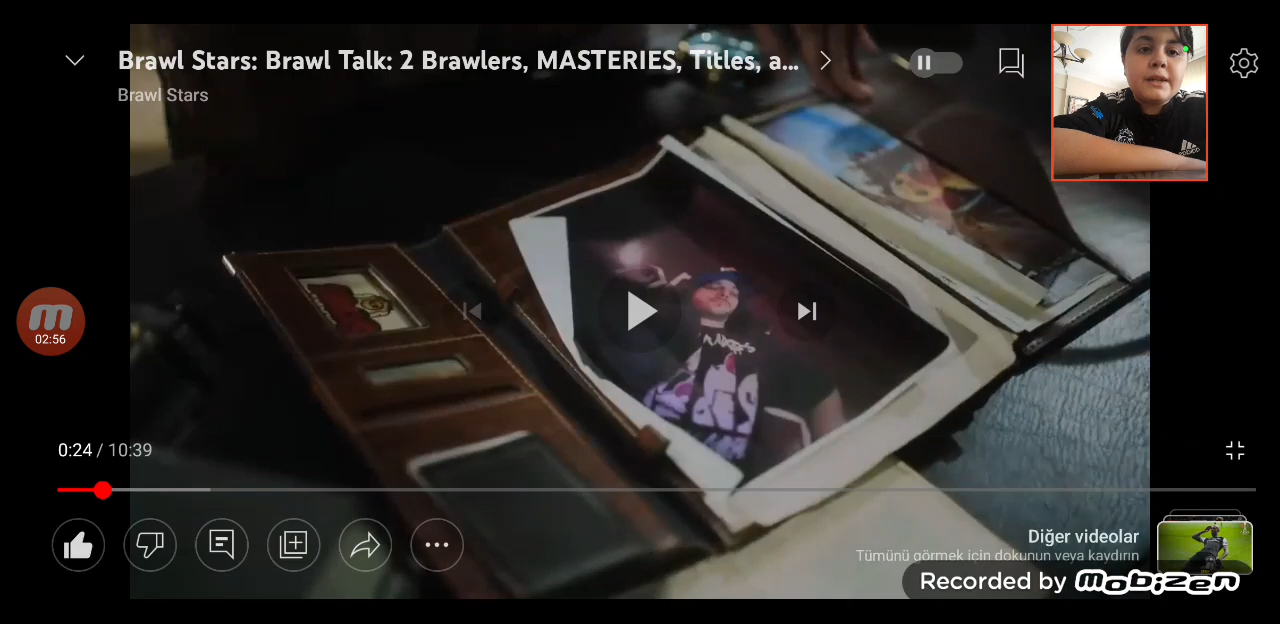 Brawl Stars: Brawl Talk: 2 Brawlers, MASTERIES, Titles, a...
Brawl Stars
02:56
0:24 / 10:39
Diğer videolar
Tümünü görmek için dokunun veya kaydırın
Recorded by mobizen